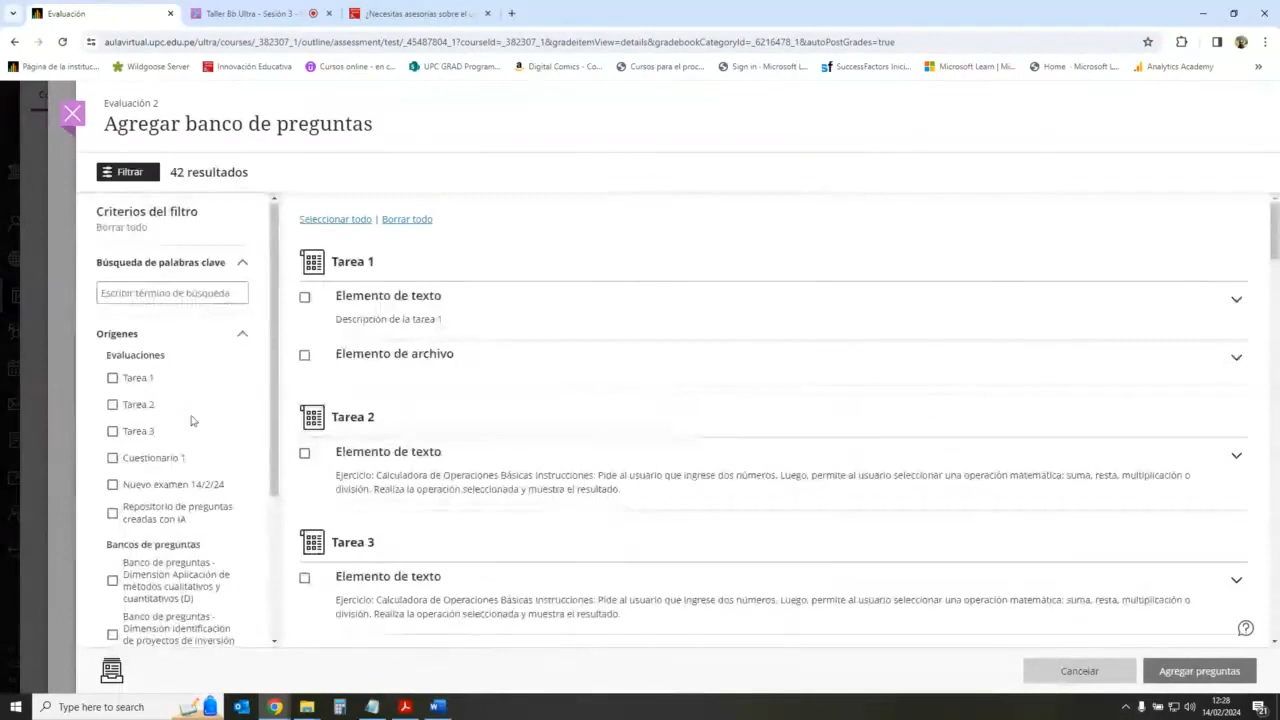 Evaluación
Taller Bb Ultra - Sesión 3 -
¿Necesitas asesorías sobre el u
aulavirtual.upc.edu.pe/ultra/courses/_382307_1/outline/assessment/test/_45487804_1?courseId=_382307_1&gradeitemView=details&gradebookCategoryId=_6216478_1&autoPostGrades=true
Página de la instituc...
Wildgoose Server
Innovación Educativa
Cursos online - en c...
UPC GRAD Program...
Digital Comics - Co...
Cursos para el proc...
Sign in - Microsoft L...
SuccessFactors Inici...
Microsoft Learn | Mi...
Home - Microsoft L...
Analytics Academy
Evaluación 2
Agregar banco de preguntas
Filtrar
42 resultados
Criterios del filtro
Borrar todo
Búsqueda de palabras clave
Escribir término de búsqueda
Orígenes
Evaluaciones
Tarea 1
Tarea 2
Tarea 3
Cuestionario 1
Nuevo examen 14/2/24
Repositorio de preguntas
creadas con IA
Bancos de preguntas
Banco de preguntas -
Dimensión Aplicación de
métodos cualitativos y
cuantitativos (D)
Banco de preguntas -
Dimensión identificación
de proyectos de inversión
Seleccionar todo | Borrar todo
Tarea 1
Elemento de texto
Descripción de la tarea 1
Elemento de archivo
Tarea 2
Elemento de texto
Ejercicio: Calculadora de Operaciones Básicas Instrucciones: Pide al usuario que ingrese dos números. Luego, permite al usuario seleccionar una operación matemática: suma, resta, multiplicación o
división. Realiza la operación seleccionada y muestra el resultado.
Tarea 3
Elemento de texto
Ejercicio: Calculadora de Operaciones Básicas Instrucciones: Pide al usuario que ingrese dos números. Luego, permite al usuario seleccionar una operación matemática: suma, resta, multiplicación o
división. Realiza la operación seleccionada y muestra el resultado.
Cancelar
Agregar preguntas
Type here to search
12:28
14/02/2024
21